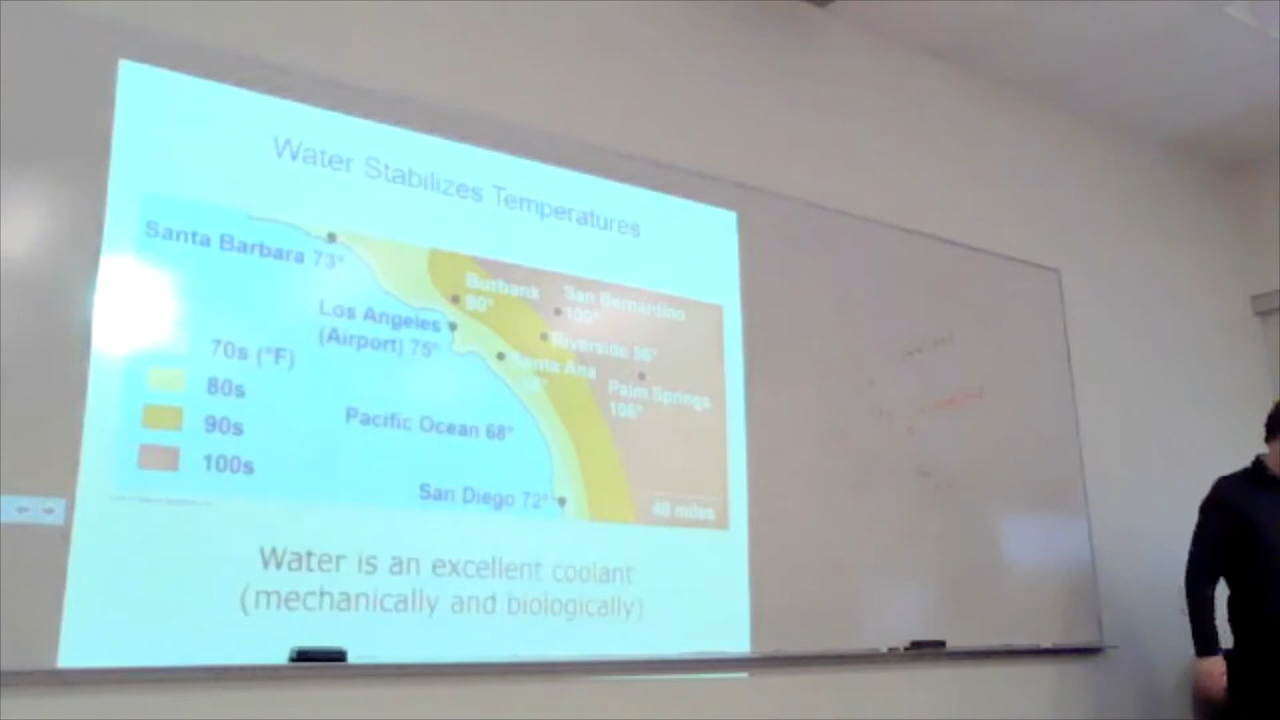 Water Stabilizes Temperatures
Santa Barbara 73°
Burbank
90°
San Bernardino
100°
Los Angeles
(Airport) 75°
Riverside 96°
Santa Ana
70s (°F)
80s
Palm Springs
106°
Pacific Ocean 68°
90s
100s
San Diego 72°
40 miles
Water is an excellent coolant
(mechanically and biologically)